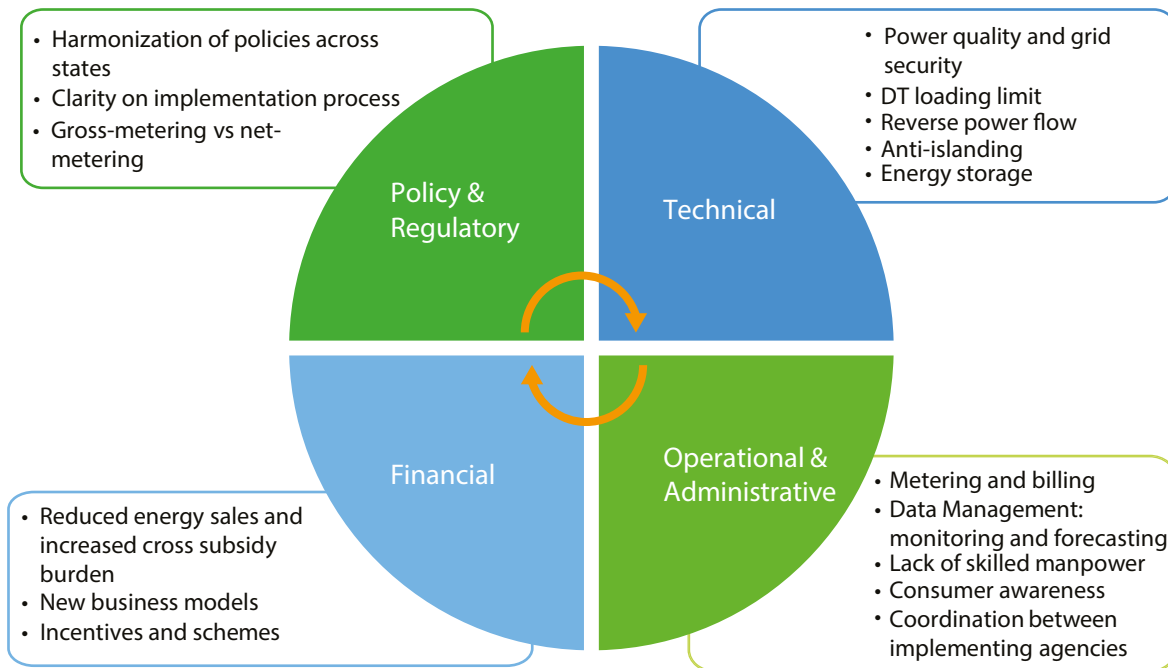 • Harmonization of policies across
states
• Clarity on implementation process
• Gross-metering vs net-
metering
• Power quality and grid
security
• DT loading limit
• Reverse power flow
• Anti-islanding
• Energy storage
Policy &
Regulatory
Technical
Financial
Operational &
Administrative
• Reduced energy sales and
increased cross subsidy
burden
• New business models
• Incentives and schemes
• Metering and billing
• Data Management:
monitoring and forecasting
• Lack of skilled manpower
• Consumer awareness
• Coordination between
implementing agencies